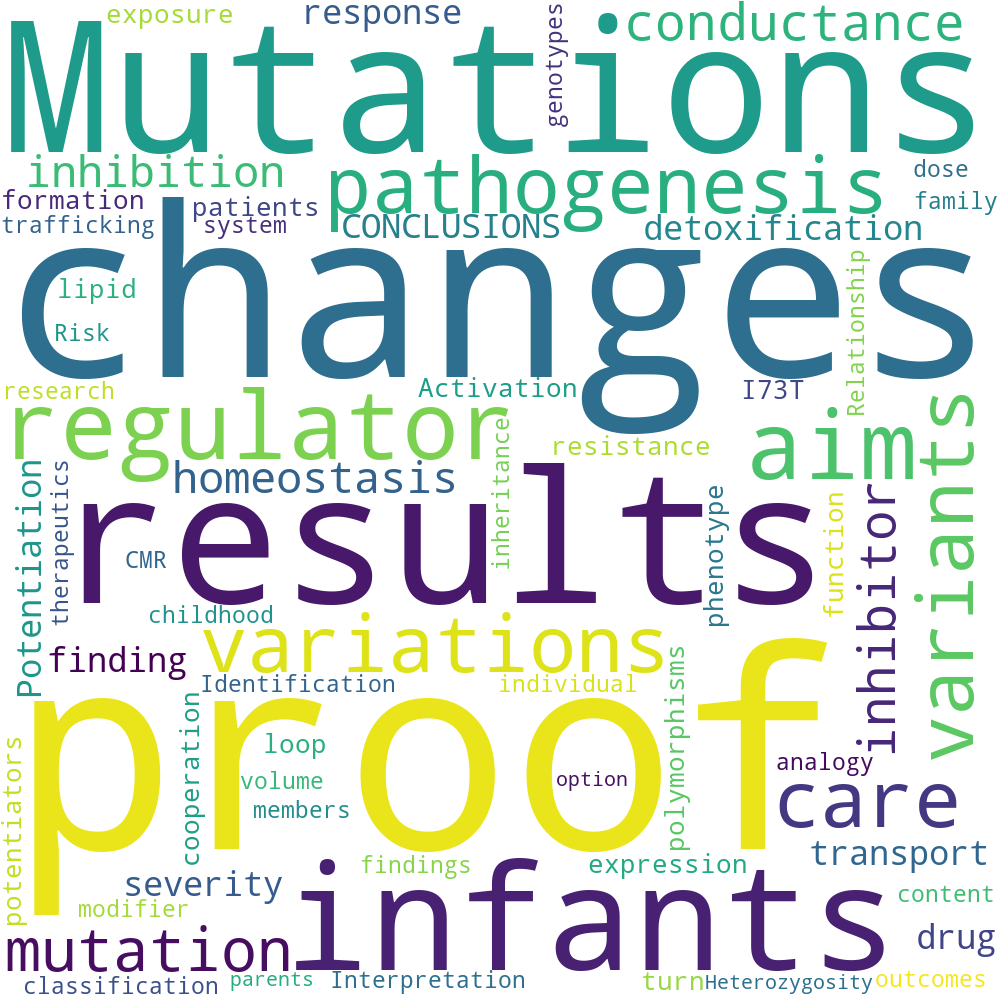 exposure
response
genotypes
conductance
Mutations
inhibition
pathogenesis
dose
formation
patients
family
trafficking
system
CONCLUSIONS
detoxification
changes
lipid
Relationship
Risk
research
Activation
I73T
regulator
aim
variants
inheritance
resistance
homeostasis
Potentiation
therapeutics
results
phenotype
inhibitor
function
CMR
childhood
variations
finding
Identification
individual
polymorphisms
proof
cooperation
loop
volume
members
option
analogy
care
potentiators
transport
findings
expression
severity
infants
content
modifier
mutation
drug
classification
parents
Interpretation
turn
Heterozygosity
outcomes